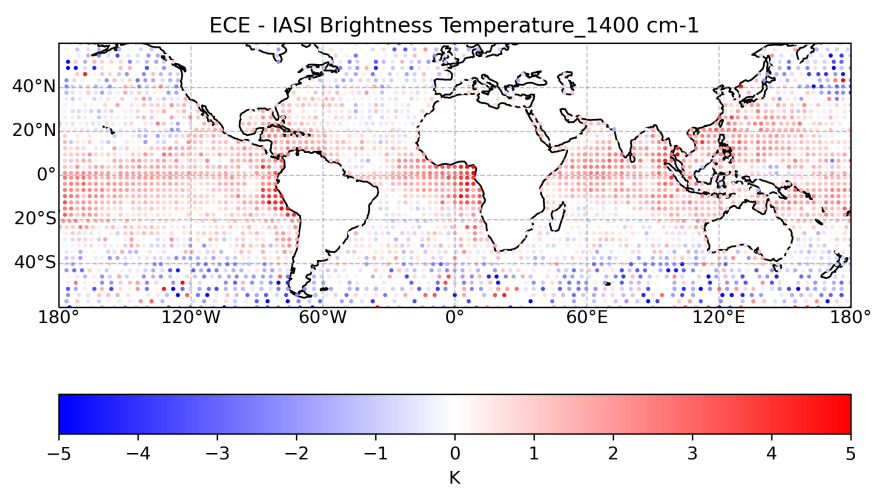 ECE - IASI Brightness Temperature_1400 cm-1
40°N
20°N
0°
20°S
40°S
180° 120°W 60°W 0° 60°E 120°E 180°
−5 −4 −3 −2 −1 0 1 2 3 4 5
K